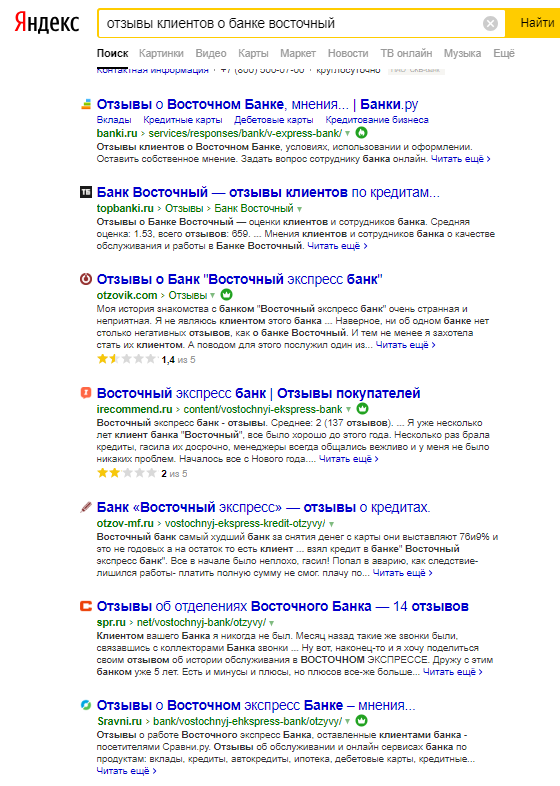 Яндекс
отзывы клиентов о банке восточный
Найти
Поиск Картинки Видео Карты Маркет Новости ТВ онлайн Музыка Ещё
Контактная информация · +7 (800) 500-07-00 · круглосуточно
Отзывы о Восточном Банке, мнения... | Банки.ру
Вклады Кредитные карты Дебетовые карты Кредитование бизнеса
banki.ru › services/responses/bank/v-express-bank/
Отзывы клиентов о Восточном Банке, условиях, использовании и оформлении.
Оставить собственное мнение. Задать вопрос сотруднику банка онлайн. Читать ещё ›
ТБ
Банк Восточный — отзывы клиентов по кредитам...
topbanki.ru › Отзывы › Банк Восточный
Отзывы о Банке Восточный — оценки клиентов и сотрудников банка. Средняя
оценка: 1.53, всего отзывов: 659. ... Мнения клиентов и сотрудников банка о качестве
обслуживания и работы в Банке Восточный. Читать ещё ›
Отзывы о Банк "Восточный экспресс банк"
otzovik.com › Отзывы
Моя история знакомства с банком "Восточный экспресс банк" очень странная и
неприятная. Я не являюсь клиентом этого банка ... Наверное, ни об одном банке нет
столько негативных отзывов, как о банке Восточный. И тем не менее я захотела
стать их клиентом. А поводом для этого послужил один из... Читать ещё ›
1,4 из 5
Восточный экспресс банк | Отзывы покупателей
irecommend.ru › content/vostochnyi-ekspress-bank
Восточный экспресс банк - отзывы. Среднее: 2 (137 отзывов). ... Я уже несколько
лет клиент банка "Восточный", все было хорошо до этого года. Несколько раз брала
кредиты, гасила их досрочно, менеджеры всегда общались вежливо и у меня не было
никаких проблем. Началось все с Нового года.... Читать ещё ›
2 из 5
Банк «Восточный экспресс» — отзывы о кредитах.
otzov-mf.ru › vostochnyj-ekspress-kredit-otzyvy/
Восточный банк самый худший банк за снятия денег с карты они выставляют 76и9% и
это не годовых а на остаток то есть клиент ... взял кредит в банке" Восточный
экспресс банк". Все в начале было неплохо, гасил! Попал в аварию, как следствие-
лишился работы- платить полную сумму не смог. плачу по... Читать ещё ›
Отзывы об отделениях Восточного Банка — 14 отзывов
spr.ru › net/vostochnyj-bank/otzyvy/
Клиентом вашего Банка я никогда не был. Месяц назад такие же звонки были,
связавшись с коллекторами Банка звонки ... Ну вот, наконец-то и я хочу поделиться
своим отзывом об истории обслуживания в ВОСТОЧНОМ ЭКСПРЕССЕ. Дружу с этим
банком уже 5 лет. Есть и минусы и плюсы, но плюсов все-же больше... Читать ещё ›
Отзывы о Восточном экспресс Банке – мнения...
Sravni.ru › bank/vostochnyj-ehkspress-bank/otzyvy/
Отзывы о работе Восточного экспресс Банка, оставленные клиентами банка -
посетителями Сравни.ру. Отзывы об обслуживании и онлайн сервисах банка по
продуктам: вклады, кредиты, автокредиты, ипотека, дебетовые карты, кредитные...
Читать ещё ›